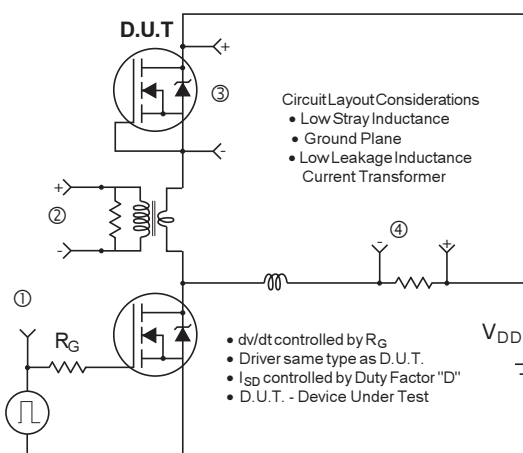 D.U.T
+
③
-
Circuit Layout Considerations
• Low Stray Inductance
• Ground Plane
• Low Leakage Inductance
Current Transformer
+
②
-
④
- +
①
RG
VDD
• dv/dt controlled by RG
• Driver same type as D.U.T.
• ISD controlled by Duty Factor "D"
• D.U.T. - Device Under Test